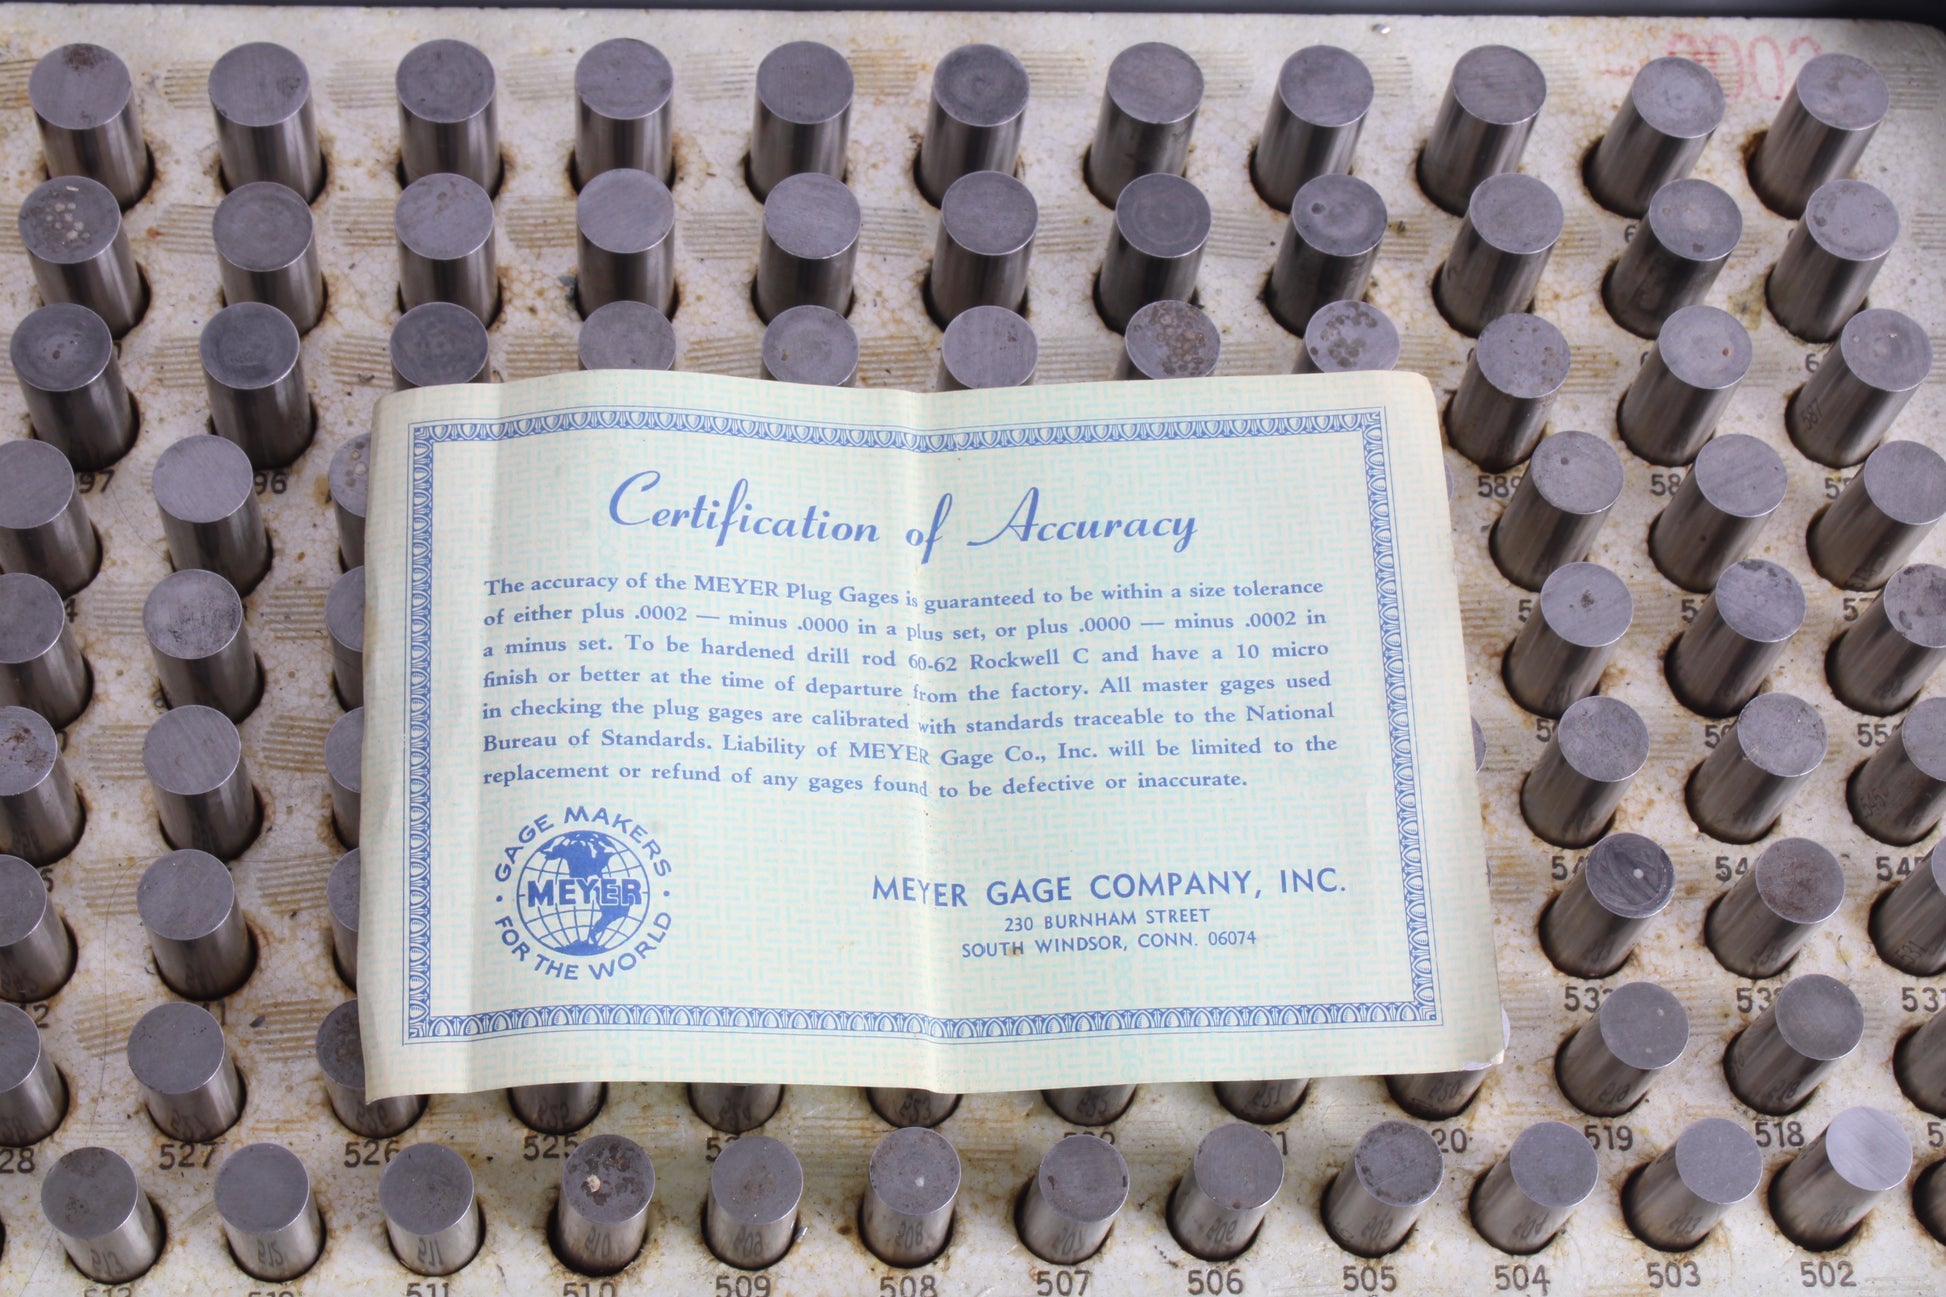 Certification of Accuracy
The accuracy of the MEYER Plug Gages is guaranteed to be within a size tolerance
of either plus .0002 — minus .0000 in a plus set, or plus .0000 — minus .0002 in
a minus set. To be hardened drill rod 60-62 Rockwell C and have a 10 micro
finish or better at the time of departure from the factory. All master gages used
in checking the plug gages are calibrated with standards traceable to the National
Bureau of Standards. Liability of MEYER Gage Co., Inc. will be limited to the
replacement or refund of any gages found to be defective or inaccurate.
GAGE MAKERS
MEYER
FOR THE WORLD
MEYER GAGE COMPANY, INC.
230 BURNHAM STREET
SOUTH WINDSOR, CONN. 06074
527 526 525 519 518
511 510 509 508 507 506 505 504 503 502